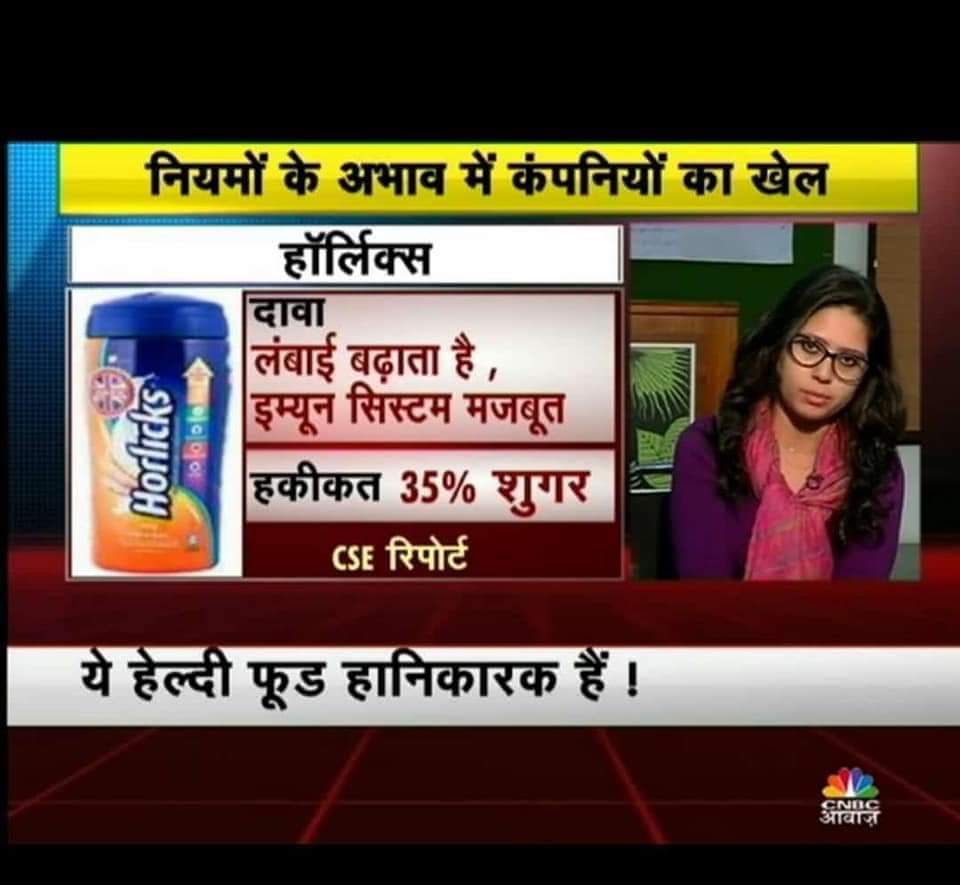 नियमों के अभाव में कंपनियों का खेल
हॉर्लिक्स
Horlicks
दावा
लंबाई बढ़ाता है ,
इम्यून सिस्टम मजबूत
हकीकत 35% शुगर
CSE रिपोर्ट
ये हेल्दी फूड हानिकारक हैं !
CNBC
आवाज़